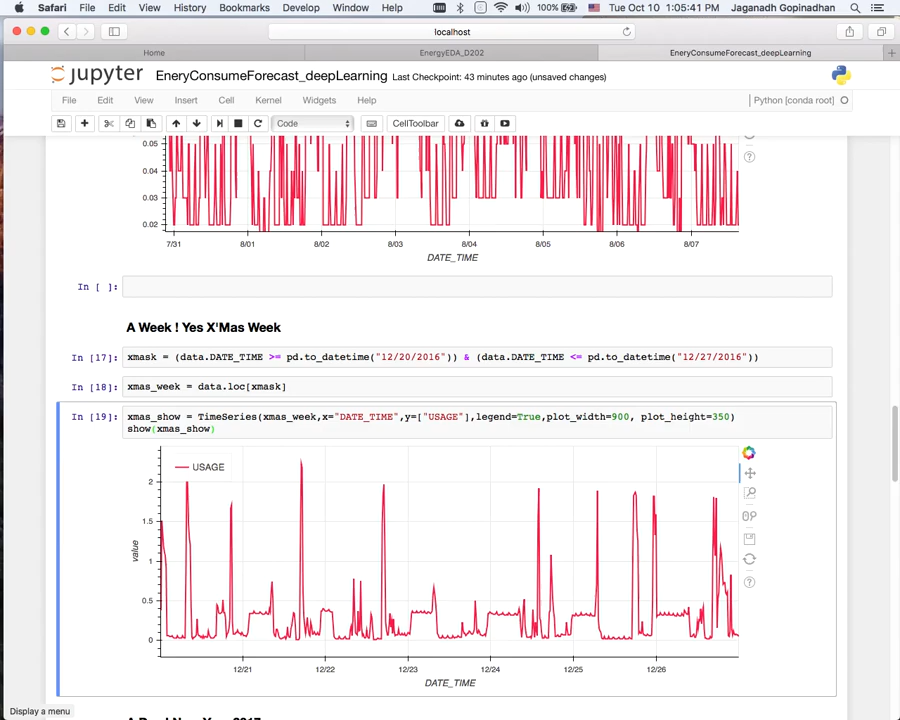 Safari File Edit View History Bookmarks Develop Window Help 100% Tue Oct 10 1:05:41 PM Jaganadh Gopinadhan
localhost
Home EnergyEDA_D202 EneryConsumeForecast_deepLearning
jupyter EneryConsumeForecast_deepLearning Last Checkpoint: 43 minutes ago (unsaved changes)
File Edit View Insert Cell Kernel Widgets Help Python [conda root]
Code CellToolbar
0.05
0.04
0.03
0.02
7/31 8/01 8/02 8/03 8/04 8/05 8/06 8/07
DATE_TIME
In [ ]:
A Week ! Yes X'Mas Week
In [17]: xmask = (data.DATE_TIME >= pd.to_datetime("12/20/2016")) & (data.DATE_TIME <= pd.to_datetime("12/27/2016"))
In [18]: xmas_week = data.loc[xmask]
In [19]: xmas_show = TimeSeries(xmas_week,x="DATE_TIME",y=["USAGE"],legend=True,plot_width=900, plot_height=350)
show(xmas_show)
USAGE
2
1.5
1
0.5
0
value
12/21 12/22 12/23 12/24 12/25 12/26
DATE_TIME
Display a menu